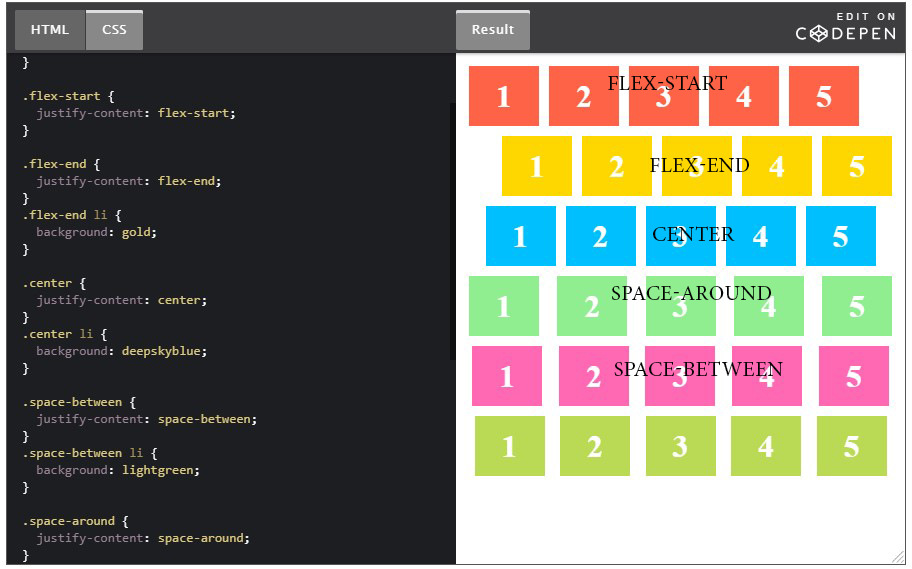 HTML CSS Result EDIT ON
CODEPEN
}
.flex-start {
justify-content: flex-start;
}
.flex-end {
justify-content: flex-end;
}
.flex-end li {
background: gold;
}
.center {
justify-content: center;
}
.center li {
background: deepskyblue;
}
.space-between {
justify-content: space-between;
}
.space-between li {
background: lightgreen;
}
.space-around {
justify-content: space-around;
}
FLEX-START
1 2 3 4 5
FLEX-END
1 2 3 4 5
CENTER
1 2 3 4 5
SPACE-AROUND
1 2 3 4 5
SPACE-BETWEEN
1 2 3 4 5
1 2 3 4 5